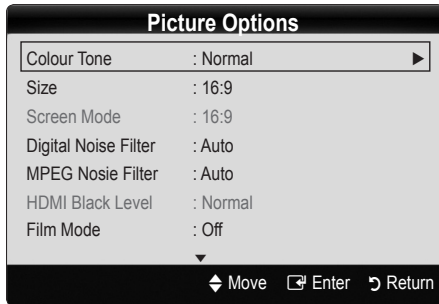 Picture Options
Colour Tone : Normal ►
Size : 16:9
Screen Mode : 16:9
Digital Noise Filter : Auto
MPEG Nosie Filter : Auto
HDMI Black Level : Normal
Film Mode : Off
▼
Move Enter Return